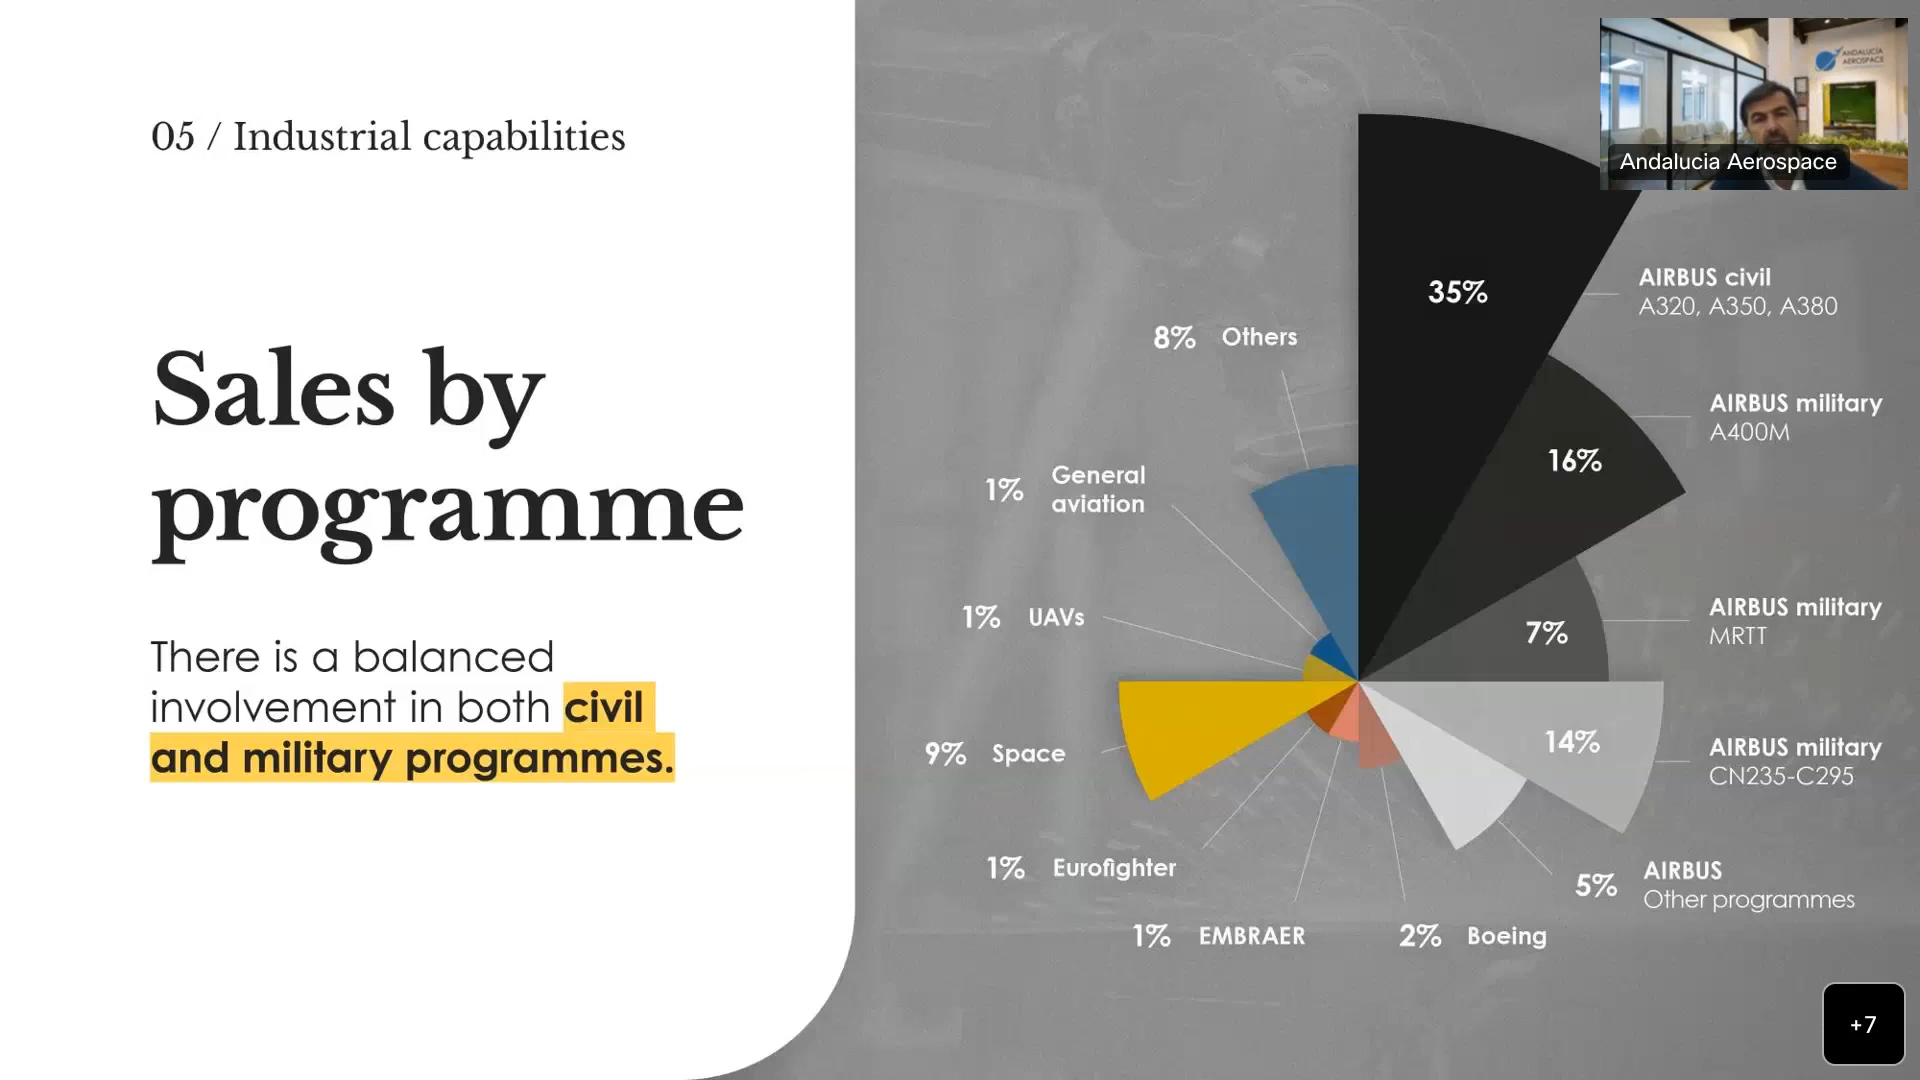 05 / Industrial capabilities
Sales by
programme
There is a balanced
involvement in both civil
and military programmes.
ANDALUCÍA
AEROSPACE
Andalucia Aerospace
35%
AIRBUS civil
A320, A350, A380
16%
AIRBUS military
A400M
7%
AIRBUS military
MRTT
14%
AIRBUS military
CN235-C295
5%
AIRBUS
Other programmes
2% Boeing
1% EMBRAER
1% Eurofighter
9% Space
1% UAVs
1% General
aviation
8% Others
+7